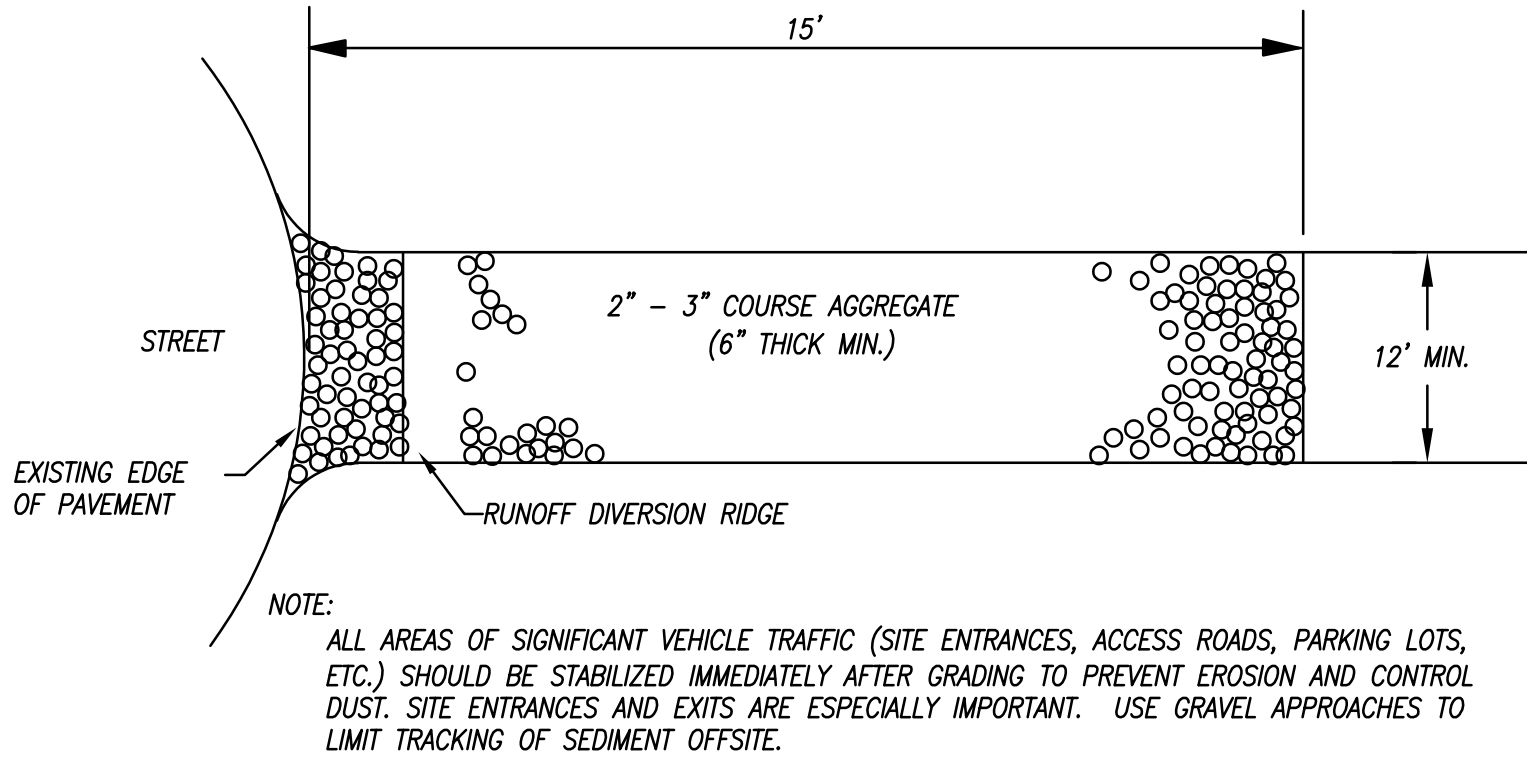 15'
2" - 3" COURSE AGGREGATE
(6" THICK MIN.)
STREET
12' MIN.
EXISTING EDGE
OF PAVEMENT
RUNOFF DIVERSION RIDGE
NOTE:
ALL AREAS OF SIGNIFICANT VEHICLE TRAFFIC (SITE ENTRANCES, ACCESS ROADS, PARKING LOTS,
ETC.) SHOULD BE STABILIZED IMMEDIATELY AFTER GRADING TO PREVENT EROSION AND CONTROL
DUST. SITE ENTRANCES AND EXITS ARE ESPECIALLY IMPORTANT. USE GRAVEL APPROACHES TO
LIMIT TRACKING OF SEDIMENT OFFSITE.